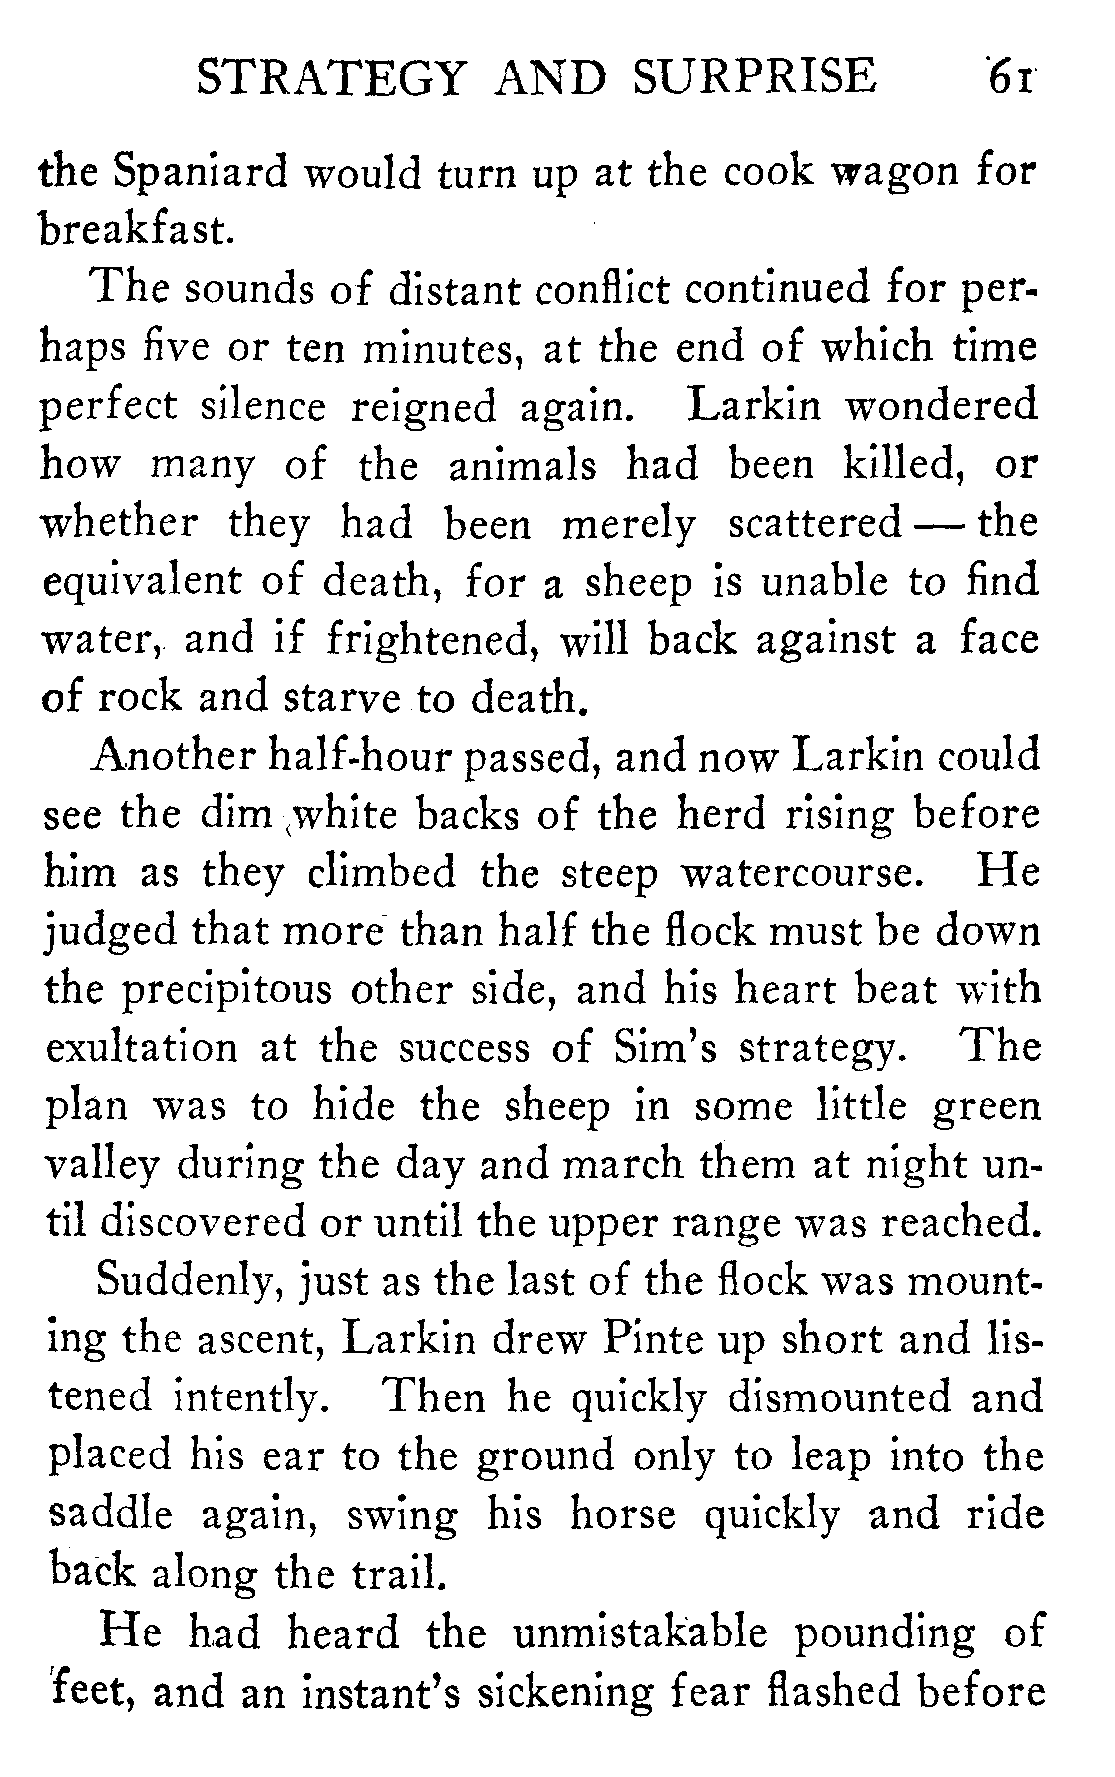 STRATEGY AND SURPRISE 61
the Spaniard would turn up at the cook wagon for
breakfast.
The sounds of distant conflict continued for per-
haps five or ten minutes, at the end of which time
perfect silence reigned again. Larkin wondered
how many of the animals had been killed, or
whether they had been merely scattered — the
equivalent of death, for a sheep is unable to find
water, and if frightened, will back against a face
of rock and starve to death.
Another half-hour passed, and now Larkin could
see the dim white backs of the herd rising before
him as they climbed the steep watercourse. He
judged that more than half the flock must be down
the precipitous other side, and his heart beat with
exultation at the success of Sim's strategy. The
plan was to hide the sheep in some little green
valley during the day and march them at night un-
til discovered or until the upper range was reached.
Suddenly, just as the last of the flock was mount-
ing the ascent, Larkin drew Pinte up short and lis-
tened intently. Then he quickly dismounted and
placed his ear to the ground only to leap into the
saddle again, swing his horse quickly and ride
back along the trail.
He had heard the unmistakable pounding of
feet, and an instant's sickening fear flashed before